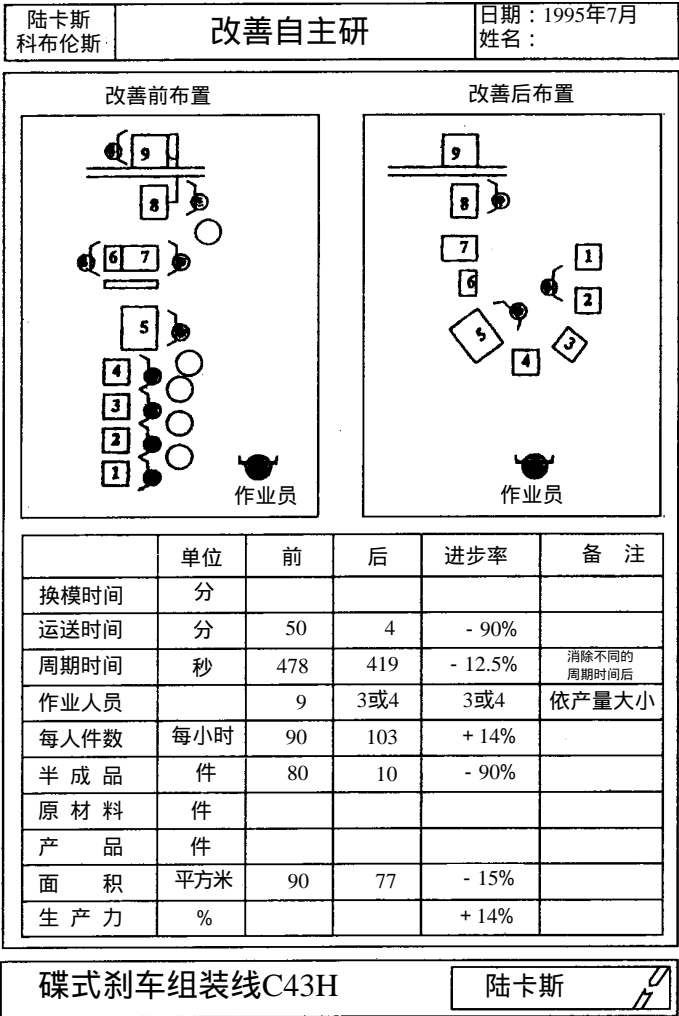 陆卡斯
科布伦斯
改善自主研
日期：1995年7月
姓名：
改善前布置
9
8
6 7
5
4
3
2
1
作业员
改善后布置
9
8
7
1
6
2
5
3
4
作业员
单位 前 后 进步率 备 注
换模时间 分
运送时间 分 50 4 - 90%
周期时间 秒 478 419 - 12.5% 消除不同的
周期时间后
作业人员 9 3或4 3或4 依产量大小
每人件数 每小时 90 103 + 14%
半 成 品 件 80 10 - 90%
原 材 料 件
产 品 件
面 积 平方米 90 77 - 15%
生 产 力 % + 14%
碟式刹车组装线C43H
陆卡斯